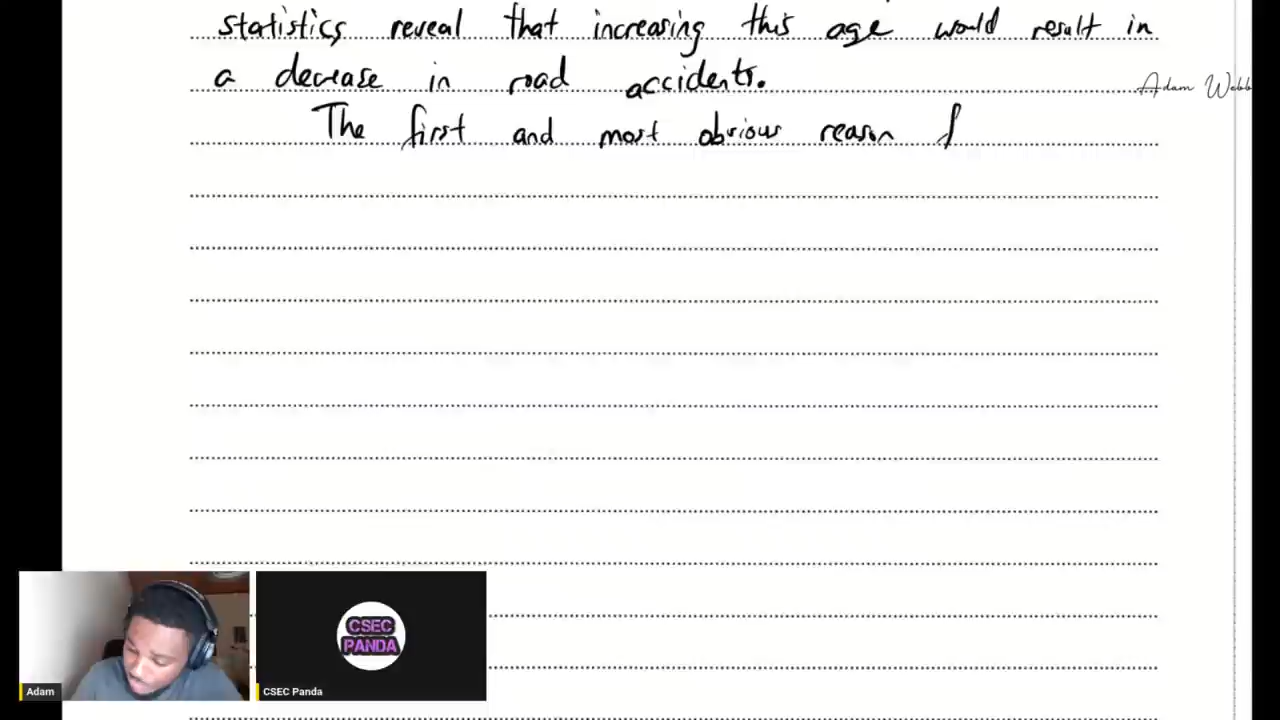 statistics reveal that increasing this age would result in
a decrease in road accidents.
Adam Webb
The first and most obvious reason f
CSEC
PANDA
Adam
CSEC Panda